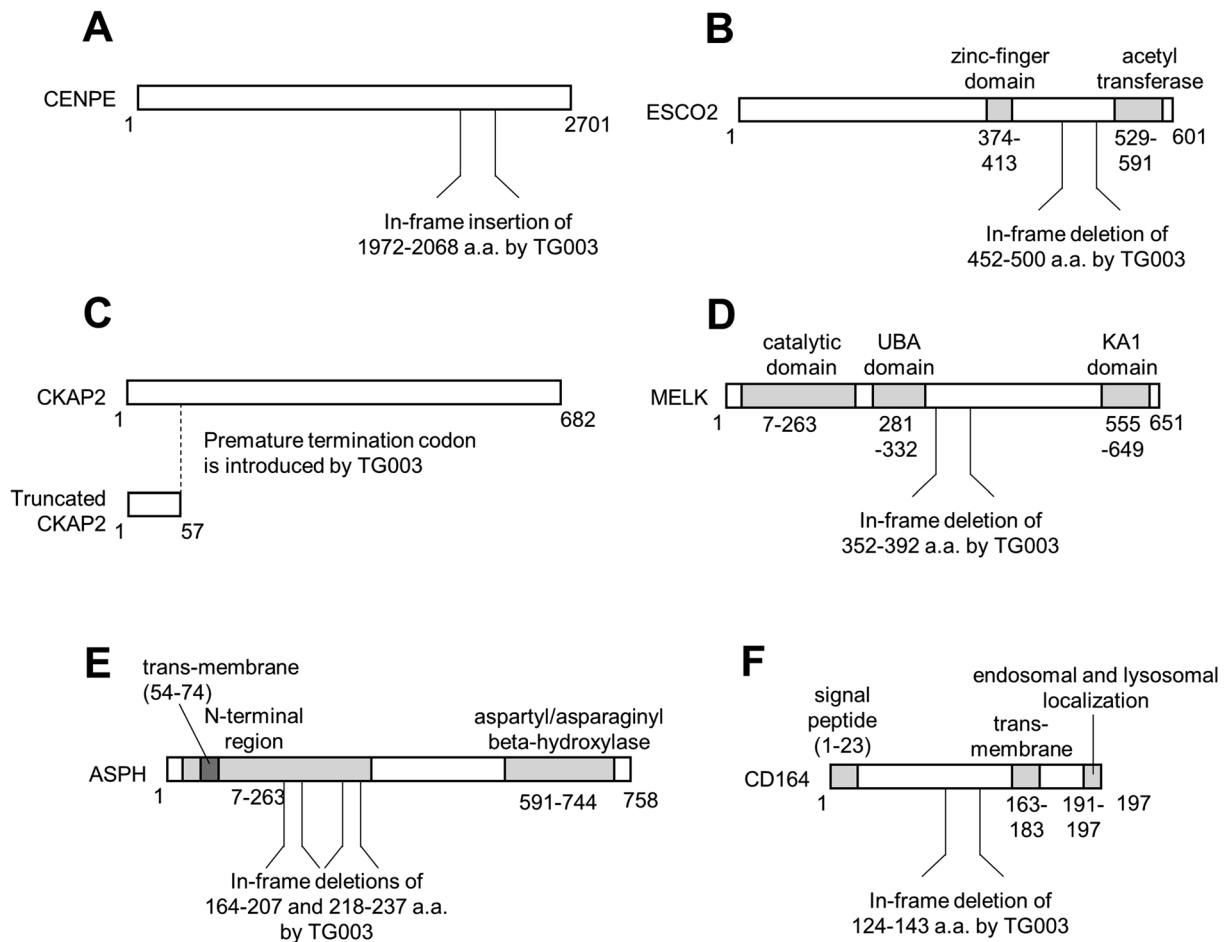 A
CENPE
1
2701
In-frame insertion of
1972-2068 a.a. by TG003
B
zinc-finger
domain
acetyl
transferase
ESCO2
1
374-
413
529-
591
601
In-frame deletion of
452-500 a.a. by TG003
C
CKAP2
1
682
Premature termination codon
is introduced by TG003
Truncated
CKAP2
1
57
D
catalytic
domain
UBA
domain
KA1
domain
MELK
1
7-263
281
-332
555
-649
651
In-frame deletion of
352-392 a.a. by TG003
E
trans-membrane
(54-74)
N-terminal
region
aspartyl/asparaginyl
beta-hydroxylase
ASPH
1
7-263
591-744
758
In-frame deletions of
164-207 and 218-237 a.a.
by TG003
F
signal
peptide
(1-23)
endosomal and lysosomal
localization
trans-
membrane
CD164
1
163-
183
191-
197
197
In-frame deletion of
124-143 a.a. by TG003